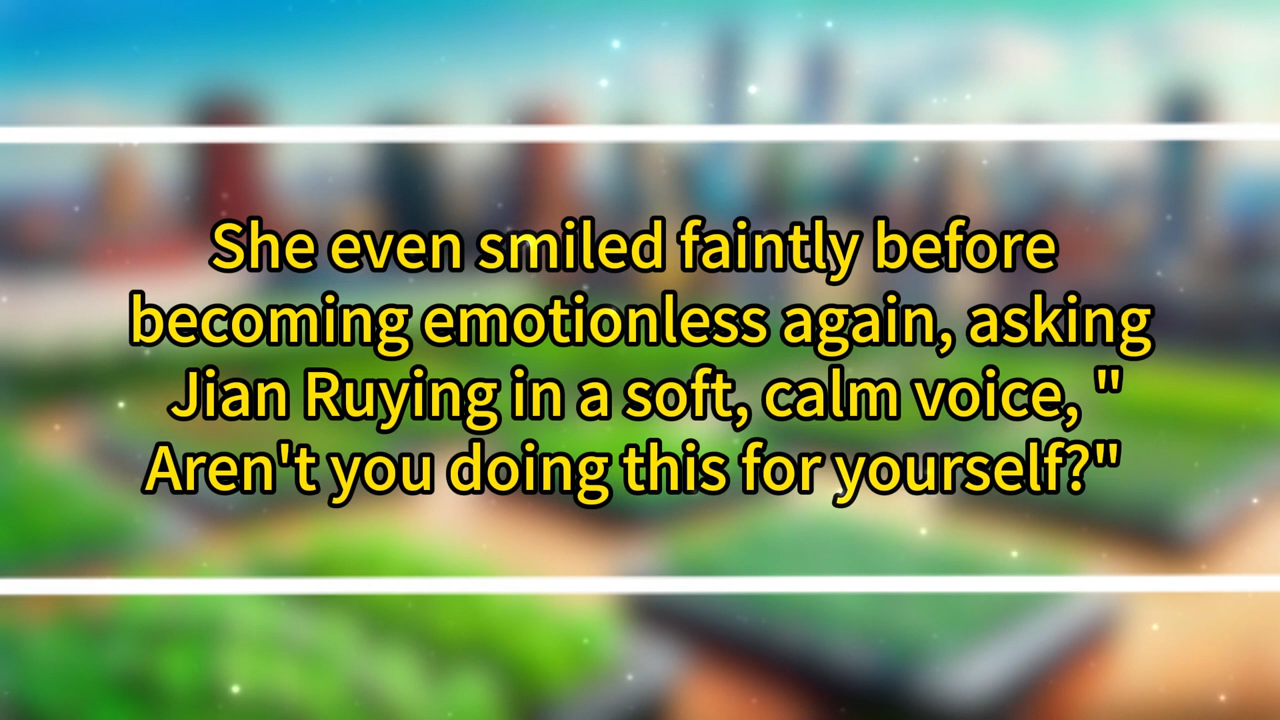 She even smiled faintly before
becoming emotionless again, asking
Jian Ruying in a soft, calm voice, "
Aren't you doing this for yourself?"